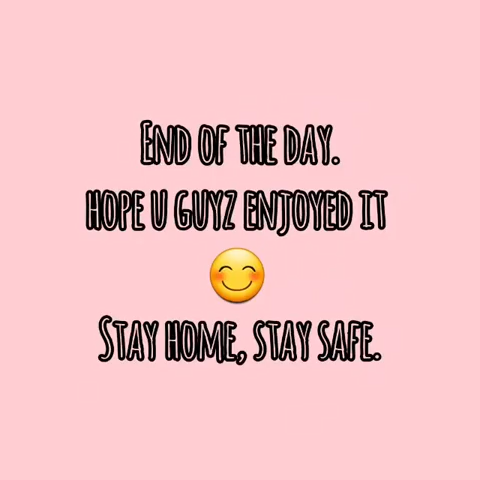 End of the day.
hope u guyz enjoyed it
😊
Stay home, stay safe.